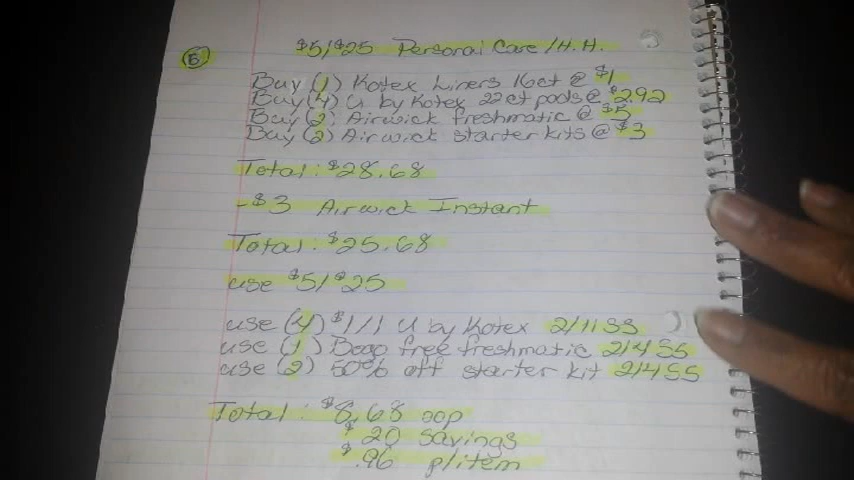 5
$5/$25 Personal Care / H.H.
Buy (1) Kotex Liners 16ct @ $1
Buy (4) U by Kotex 22ct pads @ $2.92
Buy (2) Airwick freshmatic @ $5
Buy (2) Airwick starter kits @ $3
Total: $28.68
-$3 Airwick Instant
Total: $25.68
use $5/$25
use (4) $1/1 U by Kotex 2/11 SS
use (1) Bogo free freshmatic 2/4 SS
use (2) 50% off starter kit 2/4 SS
Total: $8.68 oop
$20 savings
$.96 p/item